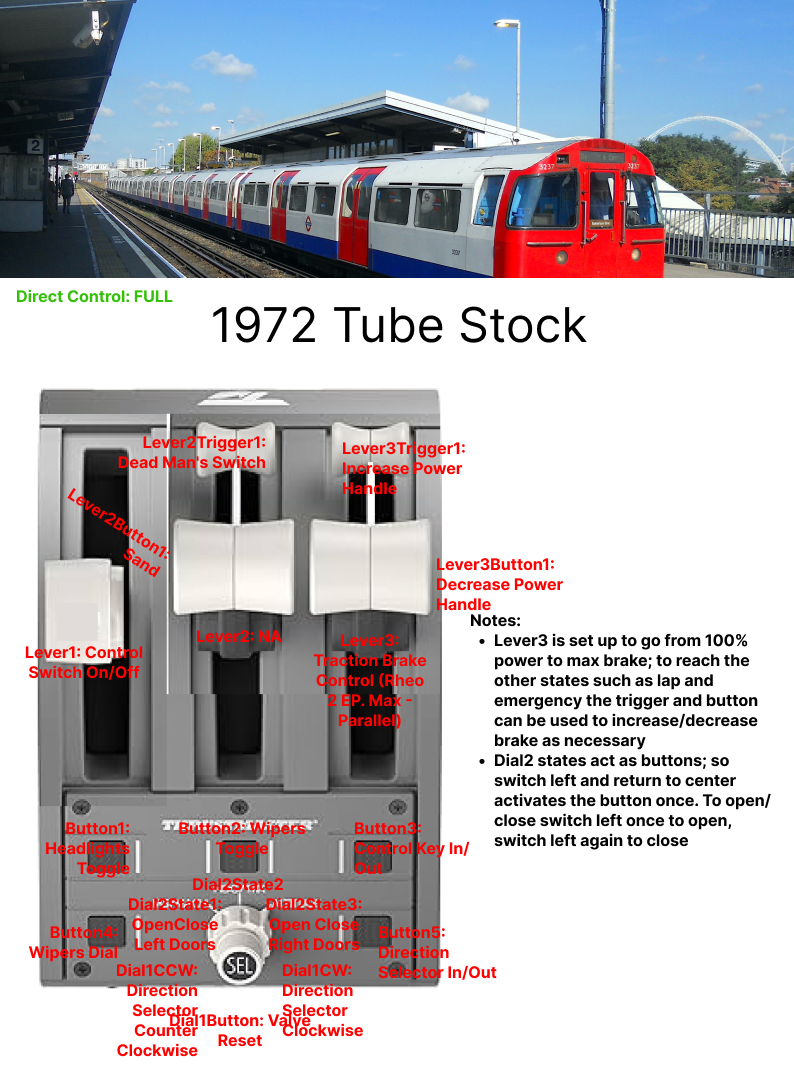 2
3237
3237
3237
Direct Control: FULL
1972 Tube Stock
Lever2Trigger1:
Dead Man's Switch
Lever3Trigger1:
Increase Power
Handle
Lever2Button1:
Sand
Lever3Button1:
Decrease Power
Handle
Lever1: Control
Switch On/Off
Lever2: NA
Lever3:
Traction Brake
Control (Rheo
2 EP. Max -
Parallel)
Notes:
• Lever3 is set up to go from 100%
power to max brake; to reach the
other states such as lap and
emergency the trigger and button
can be used to increase/decrease
brake as necessary
• Dial2 states act as buttons; so
switch left and return to center
activates the button once. To open/
close switch left once to open,
switch left again to close
THRUSTMASTER
Button1:
Headlights
Toggle
Button2: Wipers
Toggle
Button3:
Control Key In/
Out
Dial2State2
Dial2State1:
OpenClose
Left Doors
Dial2State3:
Open Close
Right Doors
Button4:
Wipers Dial
Button5:
Direction
Selector In/Out
SEL
Dial1CCW:
Direction
Selector
Counter
Clockwise
Dial1CW:
Direction
Selector
Clockwise
Dial1Button: Valve
Reset